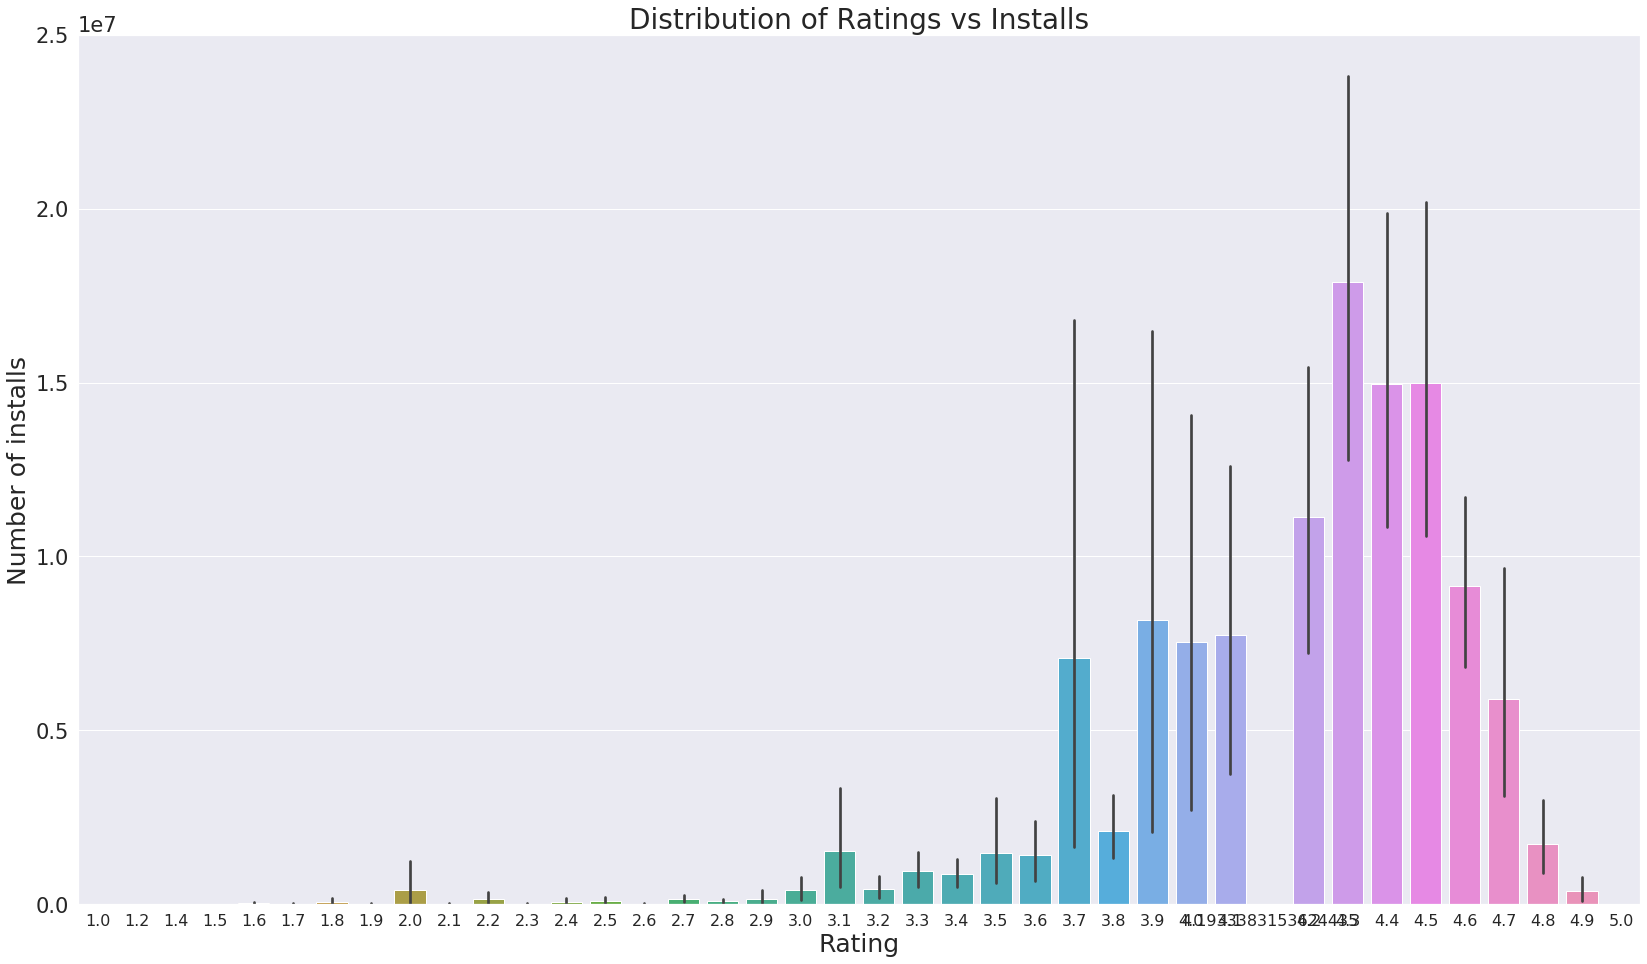 Distribution of Ratings vs Installs
1e7
2.5
2.0
1.5
1.0
0.5
0.0
Number of installs
1.0 1.2 1.4 1.5 1.6 1.7 1.8 1.9 2.0 2.1 2.2 2.3 2.4 2.5 2.6 2.7 2.8 2.9 3.0 3.1 3.2 3.3 3.4 3.5 3.6 3.7 3.8 3.9 4.0 4.1 4.193338315362443 4.2 4.3 4.4 4.5 4.6 4.7 4.8 4.9 5.0
Rating